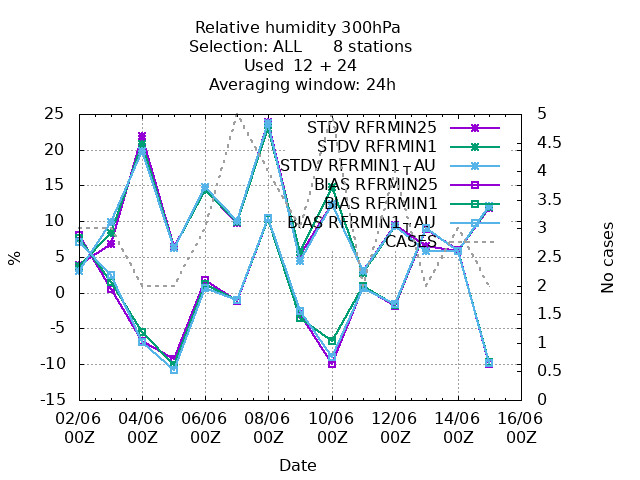 Relative humidity 300hPa
Selection: ALL 8 stations
Used 12 + 24
Averaging window: 24h
25
20
15
10
5
0
-5
-10
-15
%
5
4.5
4
3.5
3
2.5
2
1.5
1
0.5
0
No cases
STDV RFRMIN25
STDV RFRMIN1
STDV RFRMIN1_AU
BIAS RFRMIN25
BIAS RFRMIN1
BIAS RFRMIN1_AU
CASES
02/06 04/06 06/06 08/06 10/06 12/06 14/06 16/06
00Z 00Z 00Z 00Z 00Z 00Z 00Z 00Z
Date